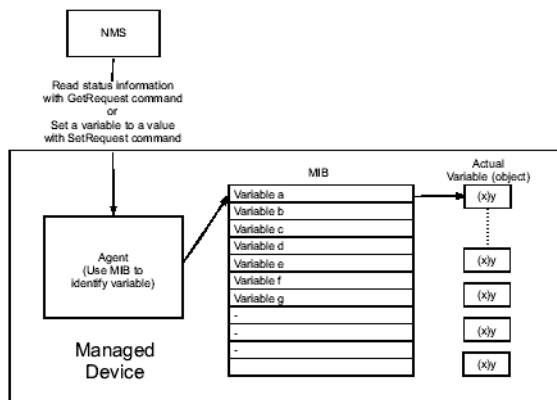 NMS
Read status information
with GetRequest command
or
Set a variable to a value
with SetRequest command
Agent
(Use MIB to
identify variable)
Managed
Device
MIB
Variable a
Variable b
Variable c
Variable d
Variable e
Variable f
Variable g
-
-
-
Actual
Variable (object)
(x)y
(x)y
(x)y
(x)y
(x)y